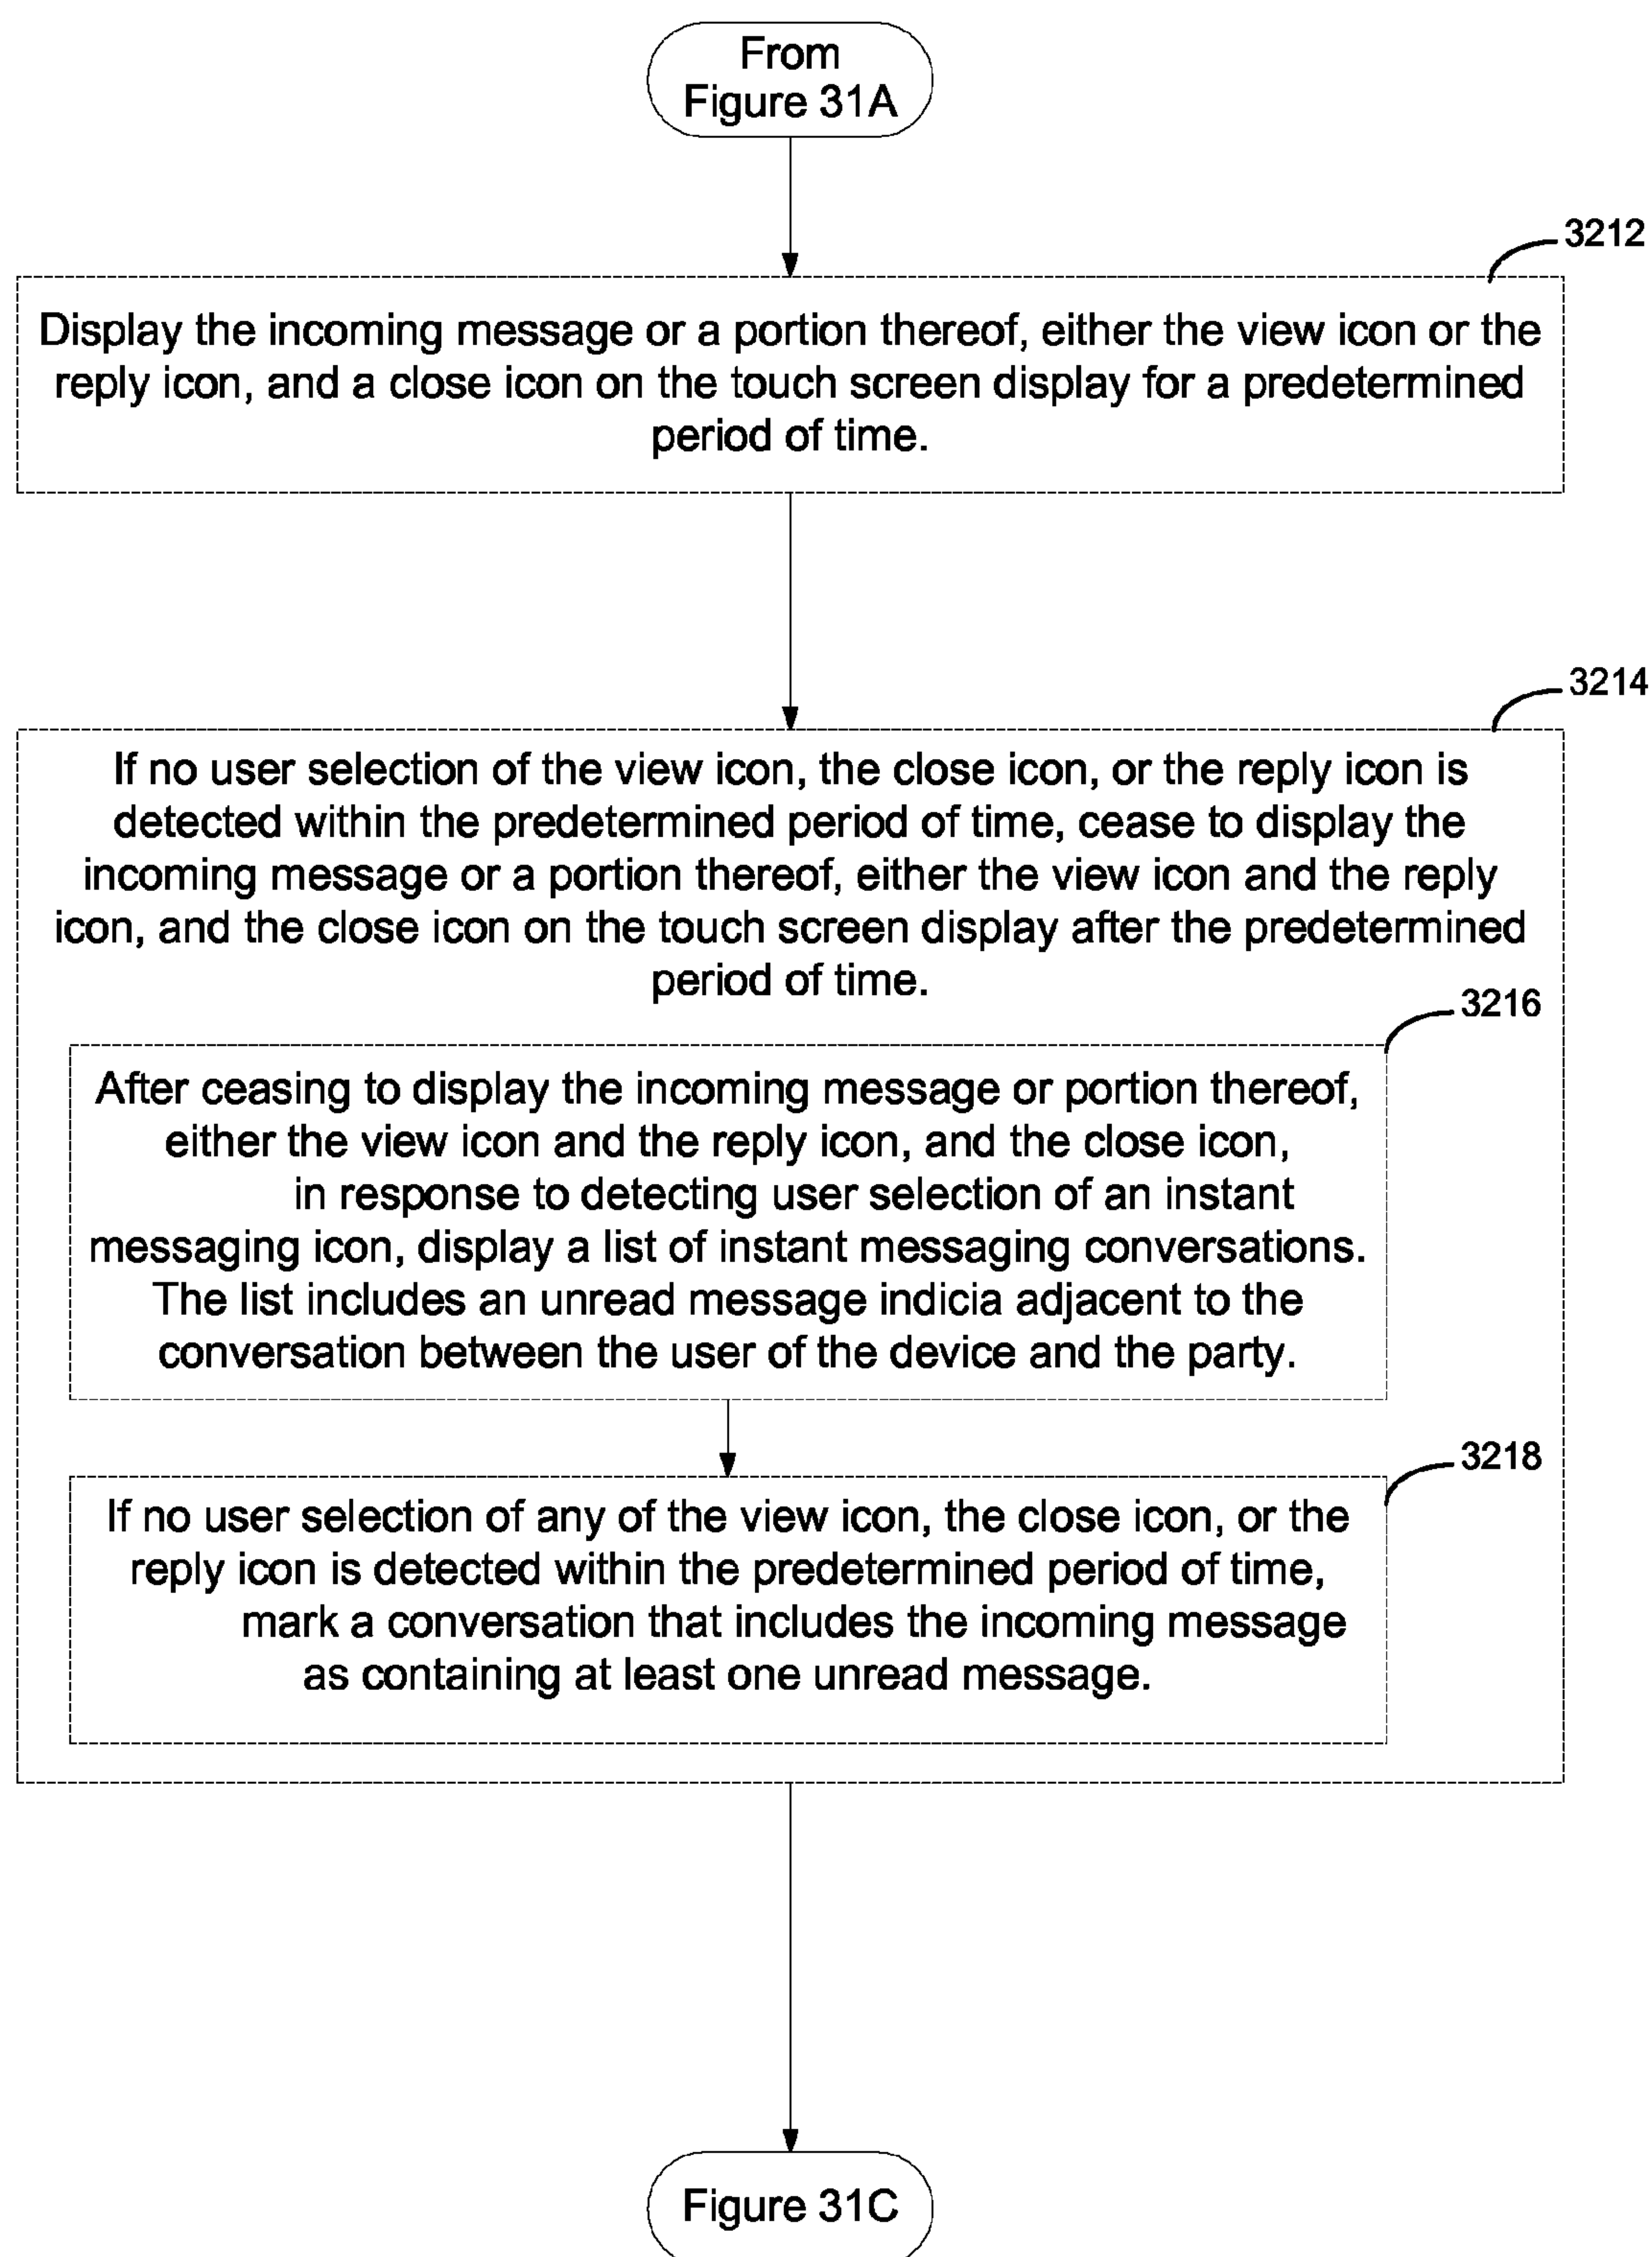 From
Figure 31A
3212
Display the incoming message or a portion thereof, either the view icon or the
reply icon, and a close icon on the touch screen display for a predetermined
period of time.
3214
If no user selection of the view icon, the close icon, or the reply icon is
detected within the predetermined period of time, cease to display the
incoming message or a portion thereof, either the view icon and the reply
icon, and the close icon on the touch screen display after the predetermined
period of time.
3216
After ceasing to display the incoming message or portion thereof,
either the view icon and the reply icon, and the close icon,
in response to detecting user selection of an instant
messaging icon, display a list of instant messaging conversations.
The list includes an unread message indicia adjacent to the
conversation between the user of the device and the party.
3218
If no user selection of any of the view icon, the close icon, or the
reply icon is detected within the predetermined period of time,
mark a conversation that includes the incoming message
as containing at least one unread message.
Figure 31C